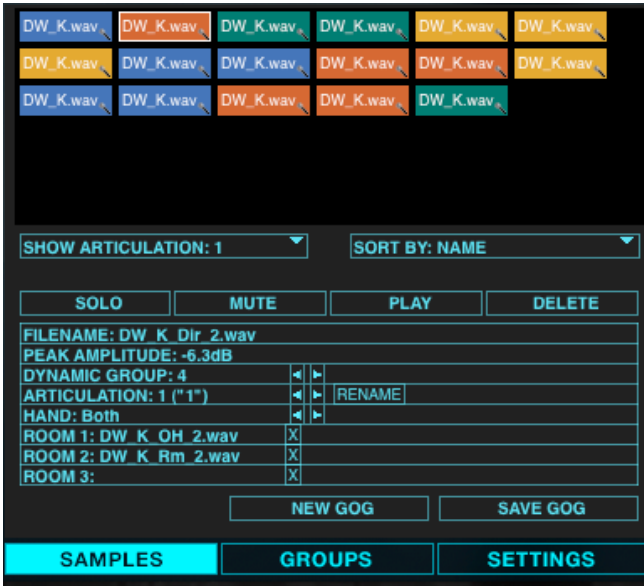 DW_K.wav DW_K.wav DW_K.wav DW_K.wav DW_K.wav DW_K.wav
DW_K.wav DW_K.wav DW_K.wav DW_K.wav DW_K.wav DW_K.wav
DW_K.wav DW_K.wav DW_K.wav DW_K.wav DW_K.wav
SHOW ARTICULATION: 1 SORT BY: NAME
SOLO MUTE PLAY DELETE
FILENAME: DW_K_Dir_2.wav
PEAK AMPLITUDE: -6.3dB
DYNAMIC GROUP: 4
ARTICULATION: 1 ("1") RENAME
HAND: Both
ROOM 1: DW_K_OH_2.wav X
ROOM 2: DW_K_Rm_2.wav X
ROOM 3: X
NEW GOG SAVE GOG
SAMPLES GROUPS SETTINGS